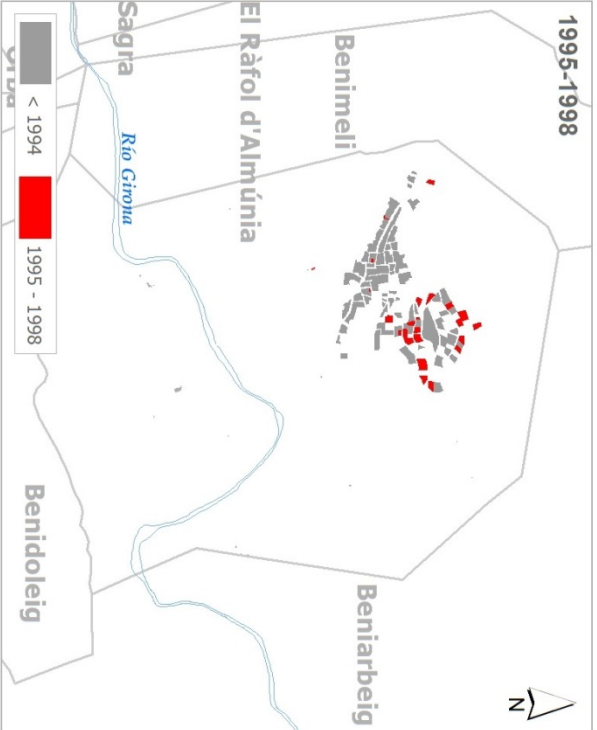 1995-1998
Benimeli
El Ràfol d'Almúnia
Sagra
Río Girona
Beniarbeig
Benidoleig
< 1994
1995 - 1998
N